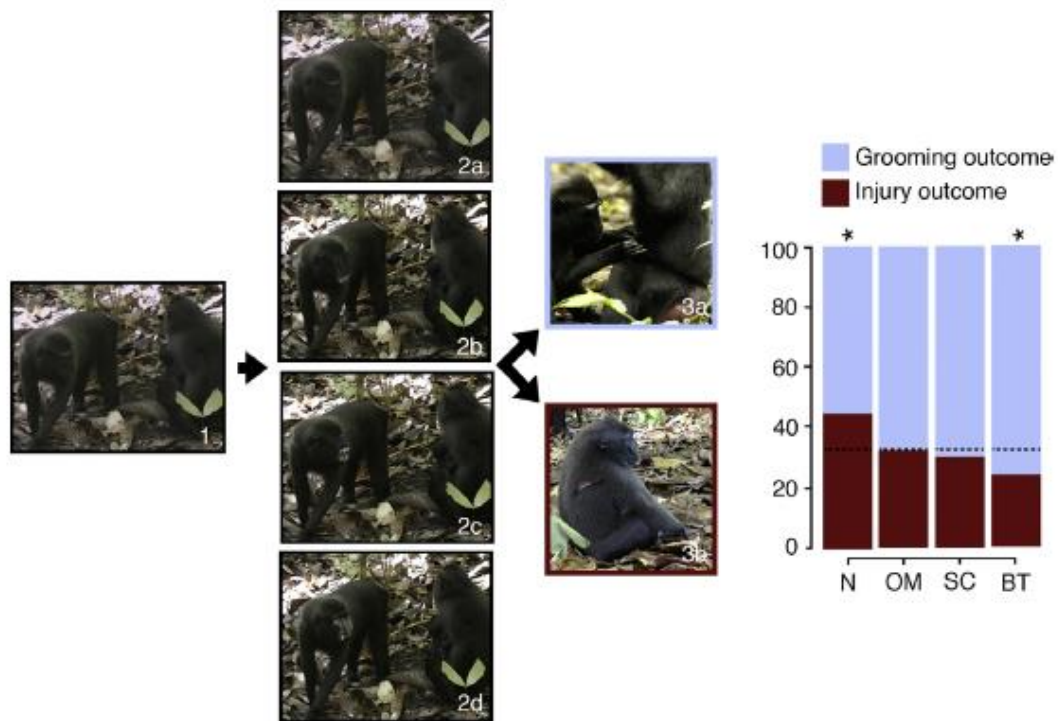 1
2a
2b
2c
2d
3a
3b
Grooming outcome
Injury outcome
* *
100
80
60
40
20
0
N OM SC BT